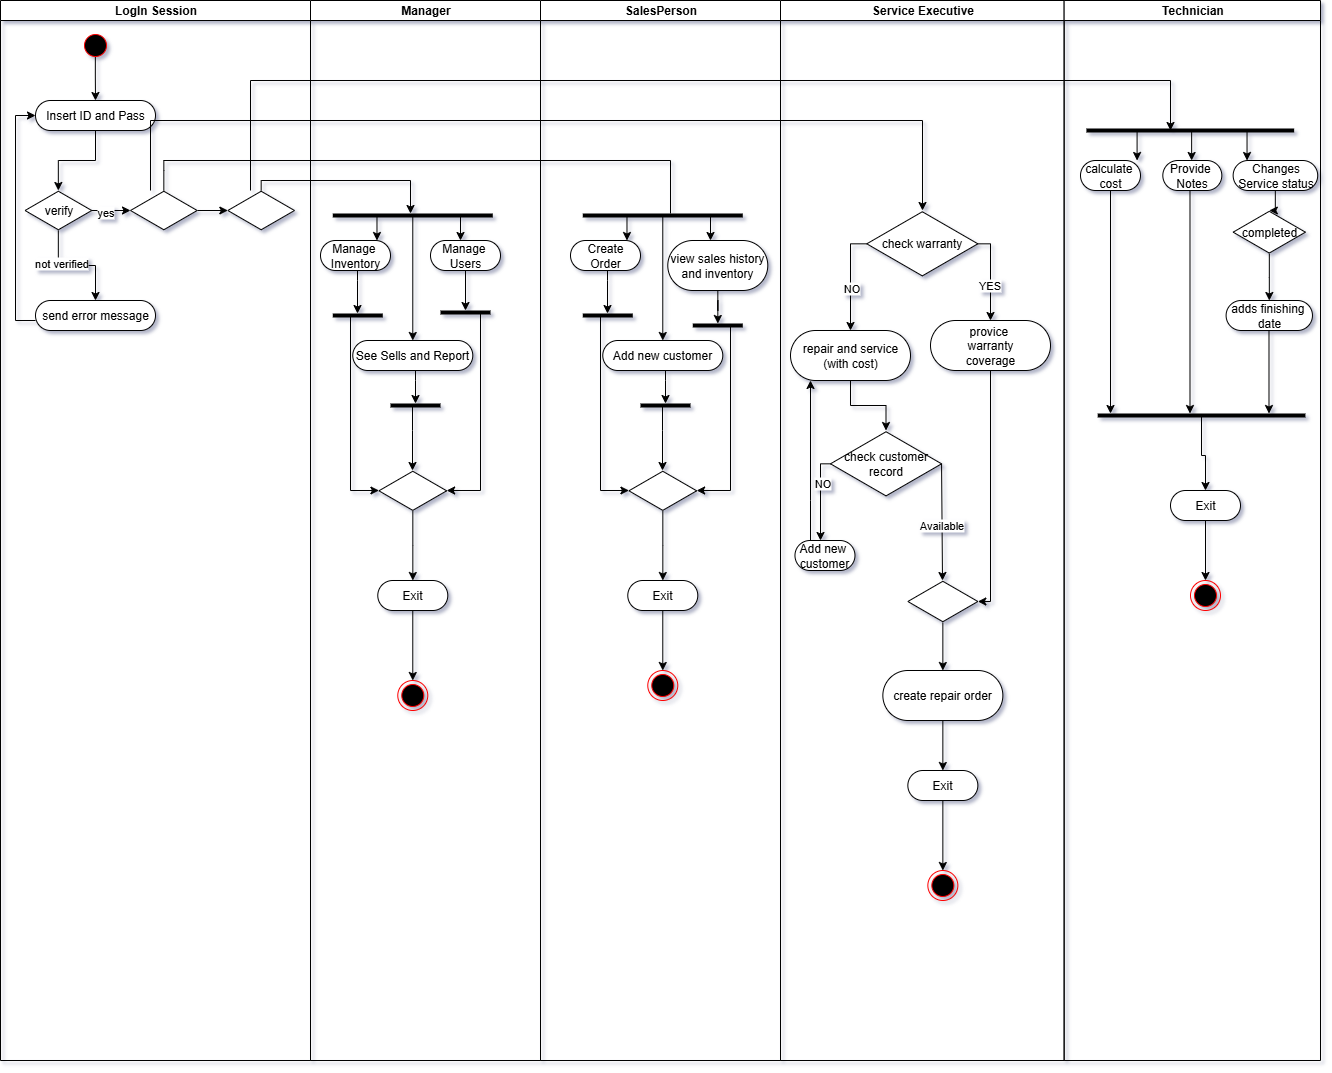 LogIn Session
Manager
SalesPerson
Service Executive
Technician
Insert ID and Pass
verify
yes
not verified
send error message
Manage
Inventory
Manage
Users
See Sells and Report
Exit
Create
Order
view sales history
and inventory
Add new customer
Exit
check warranty
NO
YES
repair and service
(with cost)
provice
warranty
coverage
check customer
record
NO
Available
Add new
customer
create repair order
Exit
calculate
cost
Provide
Notes
Changes
Service status
completed
adds finishing
date
Exit